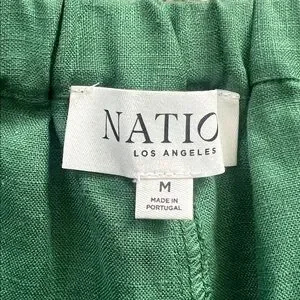 NATIO
LOS ANGELES
M
MADE IN
PORTUGAL